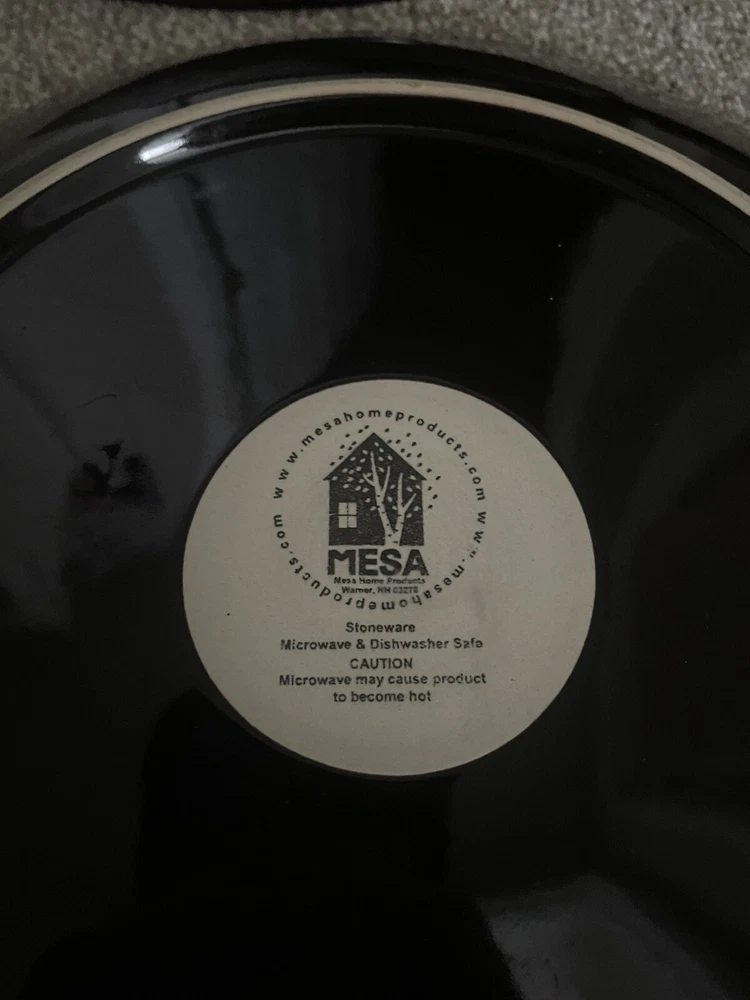 www.mesahomeproducts.com www.mesahomeproducts.com
MESA
Mesa Home Products
Warner, NH 03278
Stoneware
Microwave & Dishwasher Safe
CAUTION
Microwave may cause product
to become hot